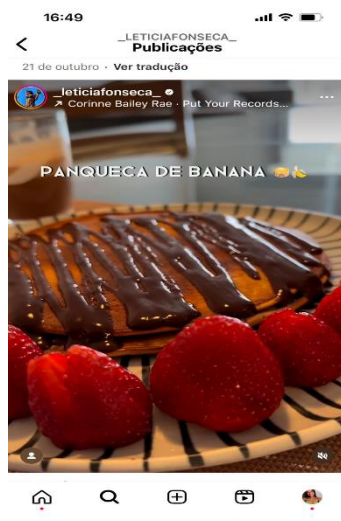 16:49
_LETICIAFONSECA_
Publicações
21 de outubro · Ver tradução
_leticiafonseca_
↗ Corinne Bailey Rae · Put Your Records...
PANQUECA DE BANANA 🥞🍌